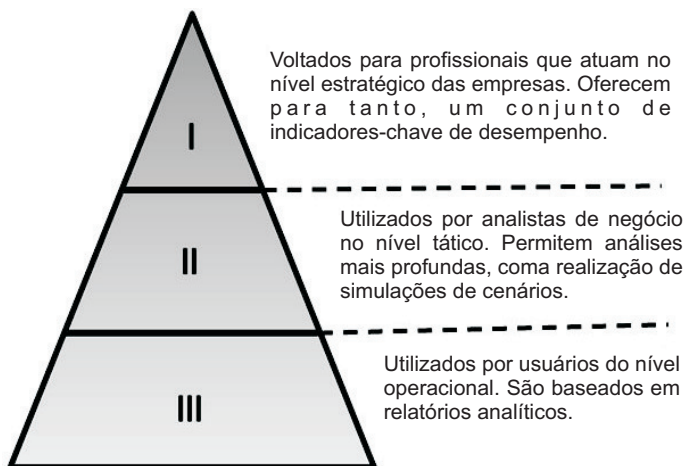 Voltados para profissionais que atuam no
nível estratégico das empresas. Oferecem
para tanto, um conjunto de
indicadores-chave de desempenho.
I
Utilizados por analistas de negócio
no nível tático. Permitem análises
mais profundas, coma realização de
simulações de cenários.
II
Utilizados por usuários do nível
operacional. São baseados em
relatórios analíticos.
III